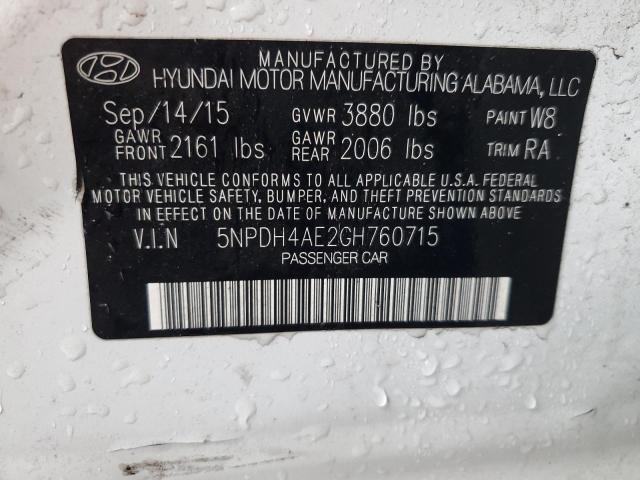 MANUFACTURED BY
HYUNDAI MOTOR MANUFACTURING ALABAMA, LLC
Sep/14/15 GVWR 3880 lbs PAINT W8
GAWR FRONT 2161 lbs GAWR REAR 2006 lbs TRIM RA
THIS VEHICLE CONFORMS TO ALL APPLICABLE U.S.A. FEDERAL
MOTOR VEHICLE SAFETY, BUMPER, AND THEFT PREVENTION STANDARDS
IN EFFECT ON THE DATE OF MANUFACTURE SHOWN ABOVE.
V.I.N 5NPDH4AE2GH760715
PASSENGER CAR